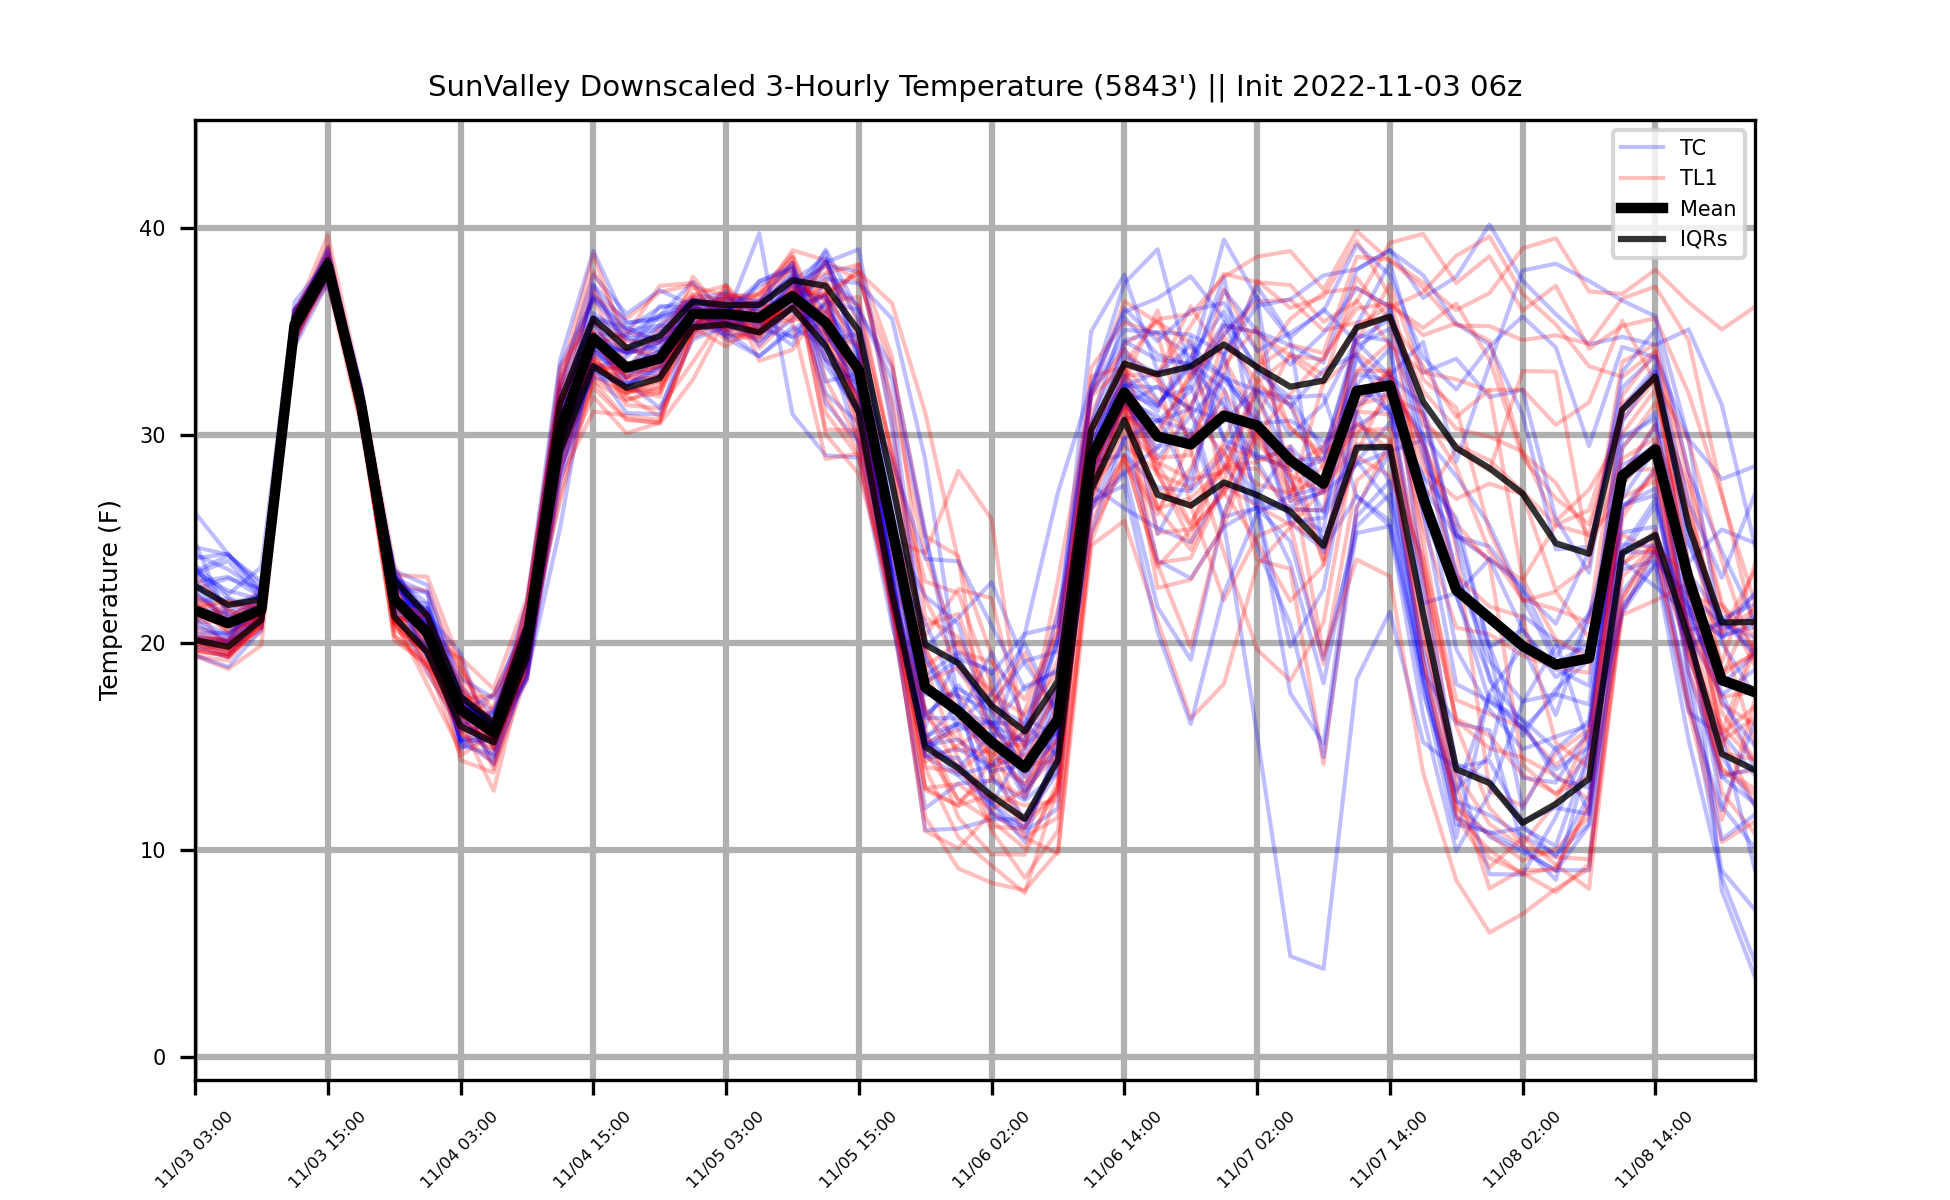 SunValley Downscaled 3-Hourly Temperature (5843') || Init 2022-11-03 06z
TC
TL1
Mean
IQRs
40
30
20
10
0
Temperature (F)
11/03 03:00
11/03 15:00
11/04 03:00
11/04 15:00
11/05 03:00
11/05 15:00
11/06 02:00
11/06 14:00
11/07 02:00
11/07 14:00
11/08 02:00
11/08 14:00